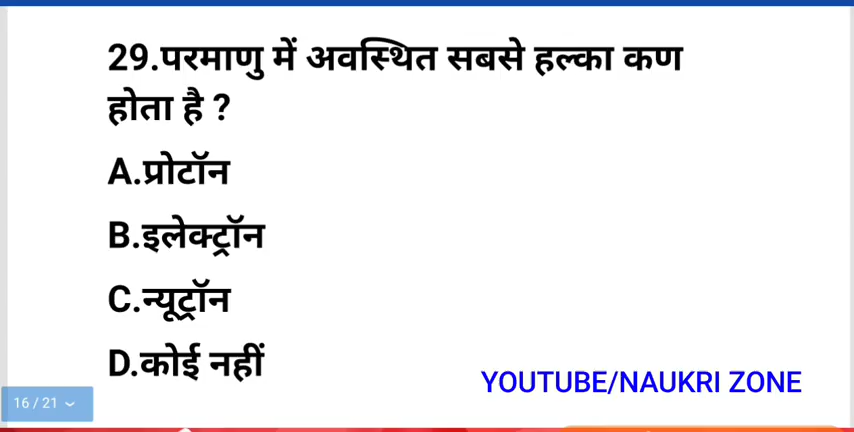 29.परमाणु में अवस्थित सबसे हल्का कण
होता है ?
A.प्रोटॉन
B.इलेक्ट्रॉन
C.न्यूट्रॉन
D.कोई नहीं
YOUTUBE/NAUKRI ZONE
16 / 21